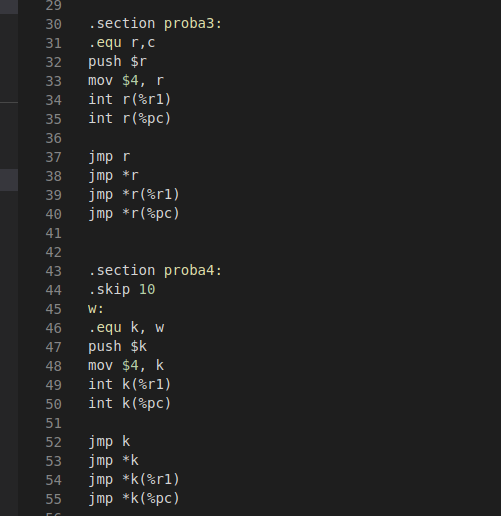 29
30 .section proba3:
31 .equ r,c
32 push $r
33 mov $4, r
34 int r(%r1)
35 int r(%pc)
36
37 jmp r
38 jmp *r
39 jmp *r(%r1)
40 jmp *r(%pc)
41
42
43 .section proba4:
44 .skip 10
45 w:
46 .equ k, w
47 push $k
48 mov $4, k
49 int k(%r1)
50 int k(%pc)
51
52 jmp k
53 jmp *k
54 jmp *k(%r1)
55 jmp *k(%pc)